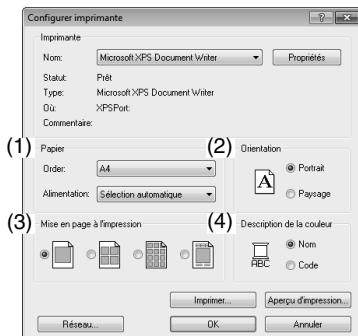 Configurer imprimante
Imprimante
Nom: Microsoft XPS Document Writer Propriétés
Statut: Prêt
Type: Microsoft XPS Document Writer
Où: XPSPort:
Commentaire:
(1) Papier
Order: A4
Alimentation: Sélection automatique
(2) Orientation
A
Portrait
Paysage
(3) Mise en page à l'impression
(4) Description de la couleur
ABC
Nom
Code
Imprimer... Aperçu d'impression...
Réseau... OK Annuler